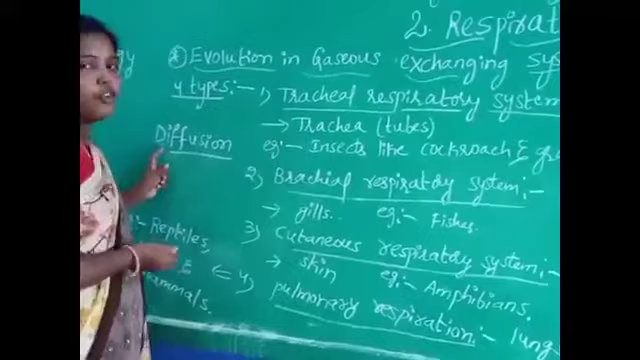 2. Respirat
gy
* Evolution in Gaseous exchanging sys
4 types:- 1) Tracheal respiratory system
→ Trachea (tubes)
Diffusion
eg:- Insects like cockroach &
2) Brachial respiratory system:-
→ gills.. eg:- Fishes.
:- Reptiles,
3) Cutaneous respiratory system:-
→ skin eg:- Amphibians.
⇐ 4) pulmonary respiration:- lung
mammals.